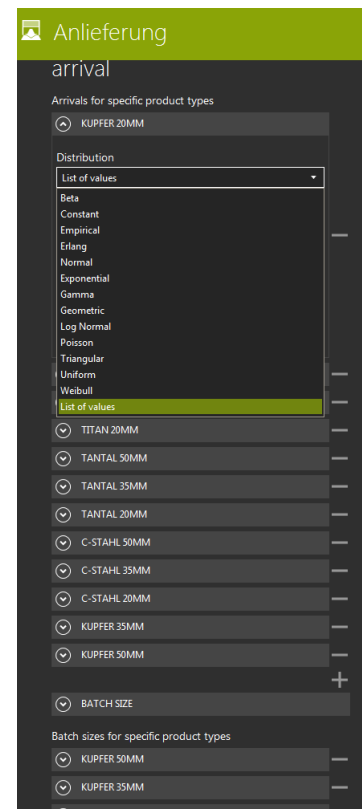 Anlieferung
arrival
Arrivals for specific product types
KUPFER 20MM
Distribution
List of values
Beta
Constant
Empirical
Erlang
Normal
Exponential
Gamma
Geometric
Log Normal
Poisson
Triangular
Uniform
Weibull
List of values
TITAN 20MM
TANTAL 50MM
TANTAL 35MM
TANTAL 20MM
C-STAHL 50MM
C-STAHL 35MM
C-STAHL 20MM
KUPFER 35MM
KUPFER 50MM
BATCH SIZE
Batch sizes for specific product types
KUPFER 50MM
KUPFER 35MM